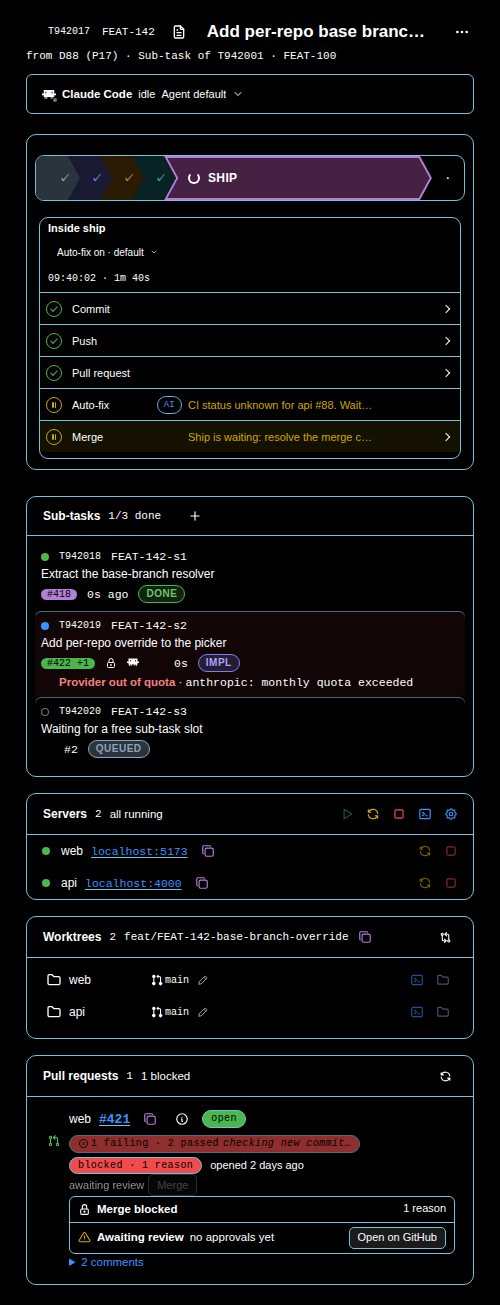 T942017 FEAT-142 Add per-repo base branc…
from D88 (P17) · Sub-task of T942001 · FEAT-100
Claude Code idle Agent default
SHIP
Inside ship
Auto-fix on · default
09:40:02 · 1m 40s
Commit
Push
Pull request
Auto-fix AI CI status unknown for api #88. Wait…
Merge Ship is waiting: resolve the merge c…
Sub-tasks 1/3 done
T942018 FEAT-142-s1
Extract the base-branch resolver
#418 0s ago DONE
T942019 FEAT-142-s2
Add per-repo override to the picker
#422 +1 0s IMPL
Provider out of quota · anthropic: monthly quota exceeded
T942020 FEAT-142-s3
Waiting for a free sub-task slot
#2 QUEUED
Servers 2 all running
web localhost:5173
api localhost:4000
Worktrees 2 feat/FEAT-142-base-branch-override
web main
api main
Pull requests 1 1 blocked
web #421 open
1 failing · 2 passed checking new commit…
blocked · 1 reason opened 2 days ago
awaiting review Merge
Merge blocked 1 reason
Awaiting review no approvals yet Open on GitHub
2 comments